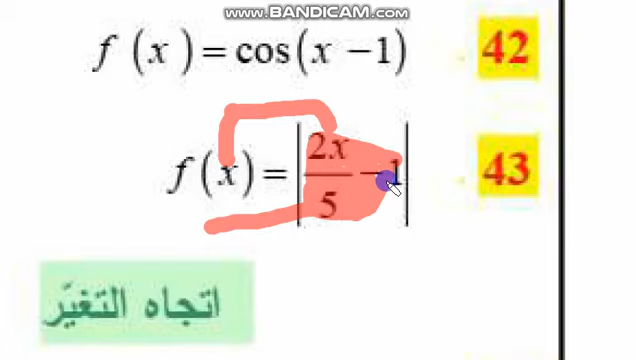 www.BANDICAM.com
f (x) = cos(x − 1) . 42
f(x) = |2x/5 − 1| . 43
اتجاه التغيّر